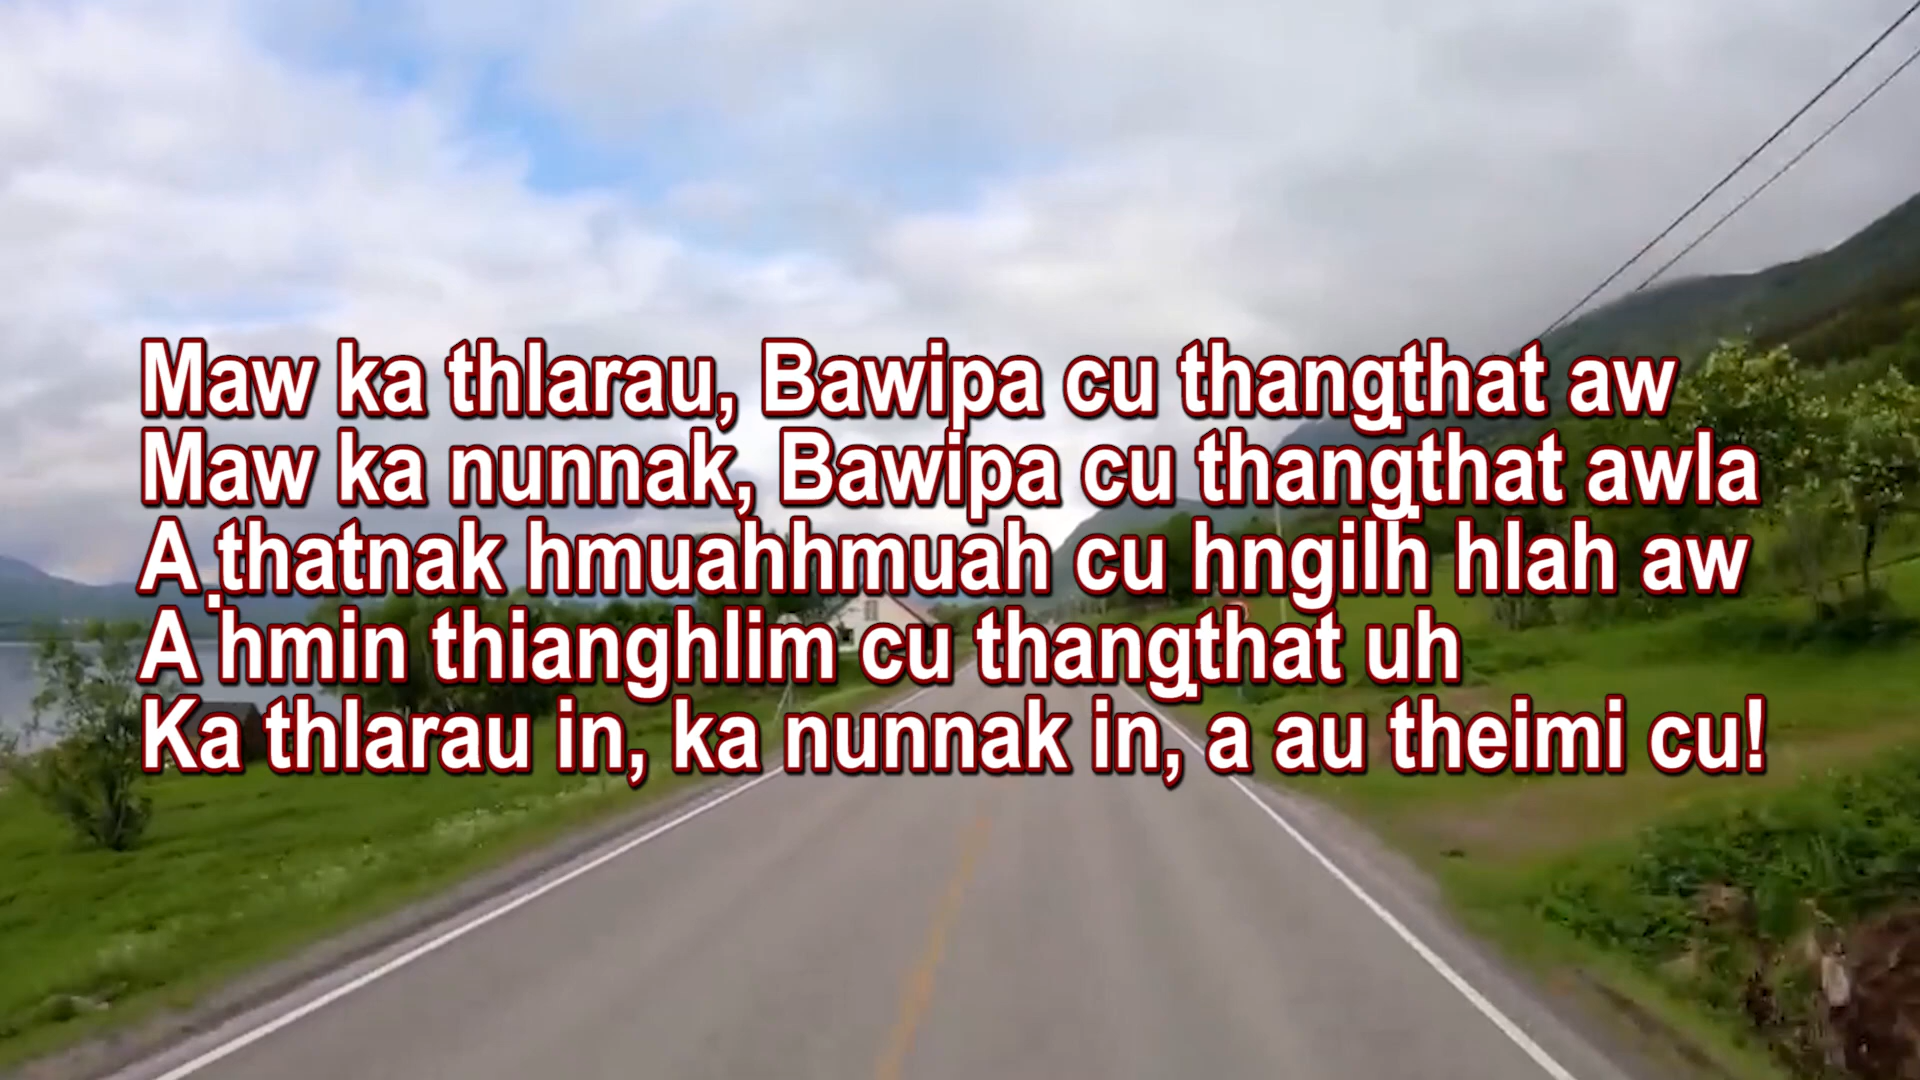 Maw ka thlarau, Bawipa cu thangṭhat aw
Maw ka nunnak, Bawipa cu thangṭhat awla
A ṭhatnak hmuahhmuah cu hngilh hlah aw
A hmin thianghlim cu thangṭhat uh
Ka thlarau in, ka nunnak in, a au theimi cu!